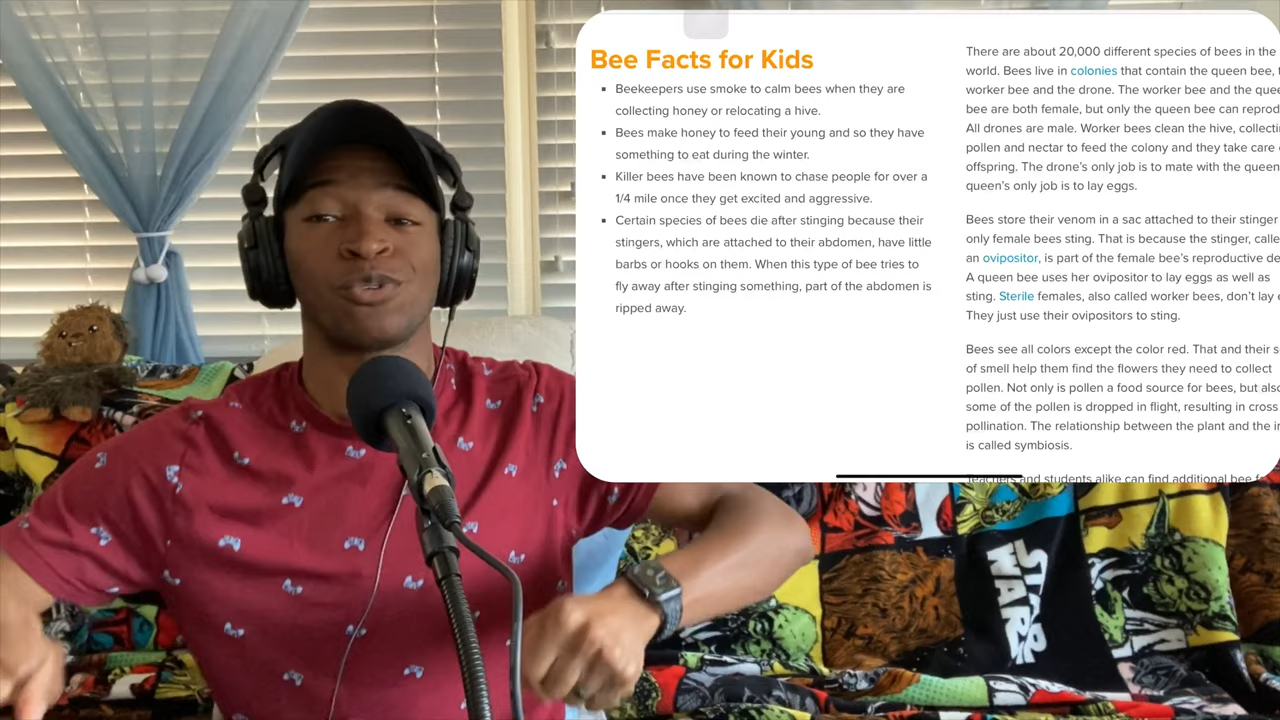 Bee Facts for Kids
Beekeepers use smoke to calm bees when they are
collecting honey or relocating a hive.
Bees make honey to feed their young and so they have
something to eat during the winter.
Killer bees have been known to chase people for over a
1/4 mile once they get excited and aggressive.
Certain species of bees die after stinging because their
stingers, which are attached to their abdomen, have little
barbs or hooks on them. When this type of bee tries to
fly away after stinging something, part of the abdomen is
ripped away.
There are about 20,000 different species of bees in the
world. Bees live in colonies that contain the queen bee,
worker bee and the drone. The worker bee and the
bee are both female, but only the queen bee can
All drones are male. Worker bees clean the hive,
pollen and nectar to feed the colony and they take care
offspring. The drone’s only job is to mate with the queen
queen’s only job is to lay eggs.
Bees store their venom in a sac attached to their stinger
only female bees sting. That is because the stinger,
an ovipositor, is part of the female bee’s reproductive
A queen bee uses her ovipositor to lay eggs as well as
sting. Sterile females, also called worker bees, don’t lay
They just use their ovipositors to sting.
Bees see all colors except the color red. That and their
of smell help them find the flowers they need to collect
pollen. Not only is pollen a food source for bees, but
some of the pollen is dropped in flight, resulting in cross
pollination. The relationship between the plant and the
is called symbiosis.
Teachers and students alike can find additional bee
STAR
WARS